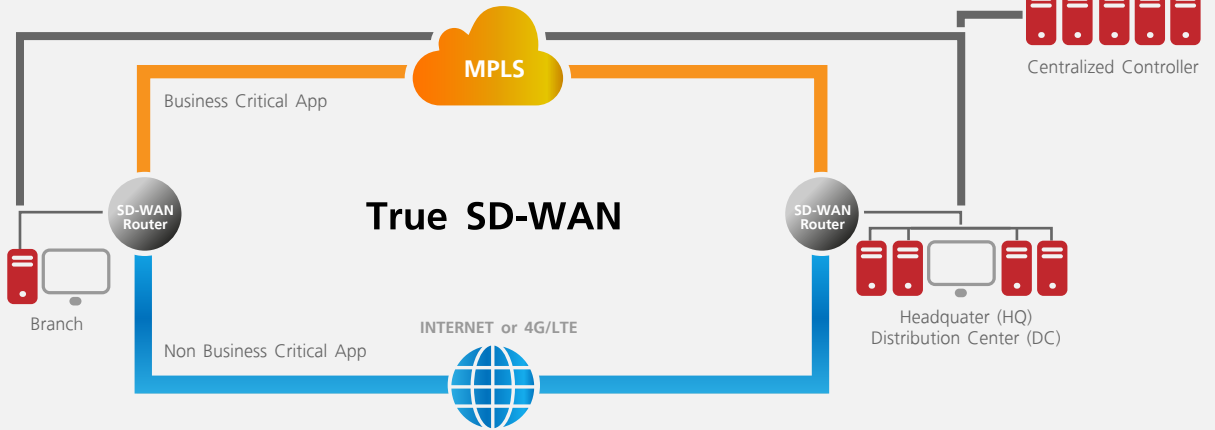 MPLS
Centralized Controller
Business Critical App
SD-WAN
Router
True SD-WAN
SD-WAN
Router
Branch
Headquater (HQ)
Distribution Center (DC)
INTERNET or 4G/LTE
Non Business Critical App